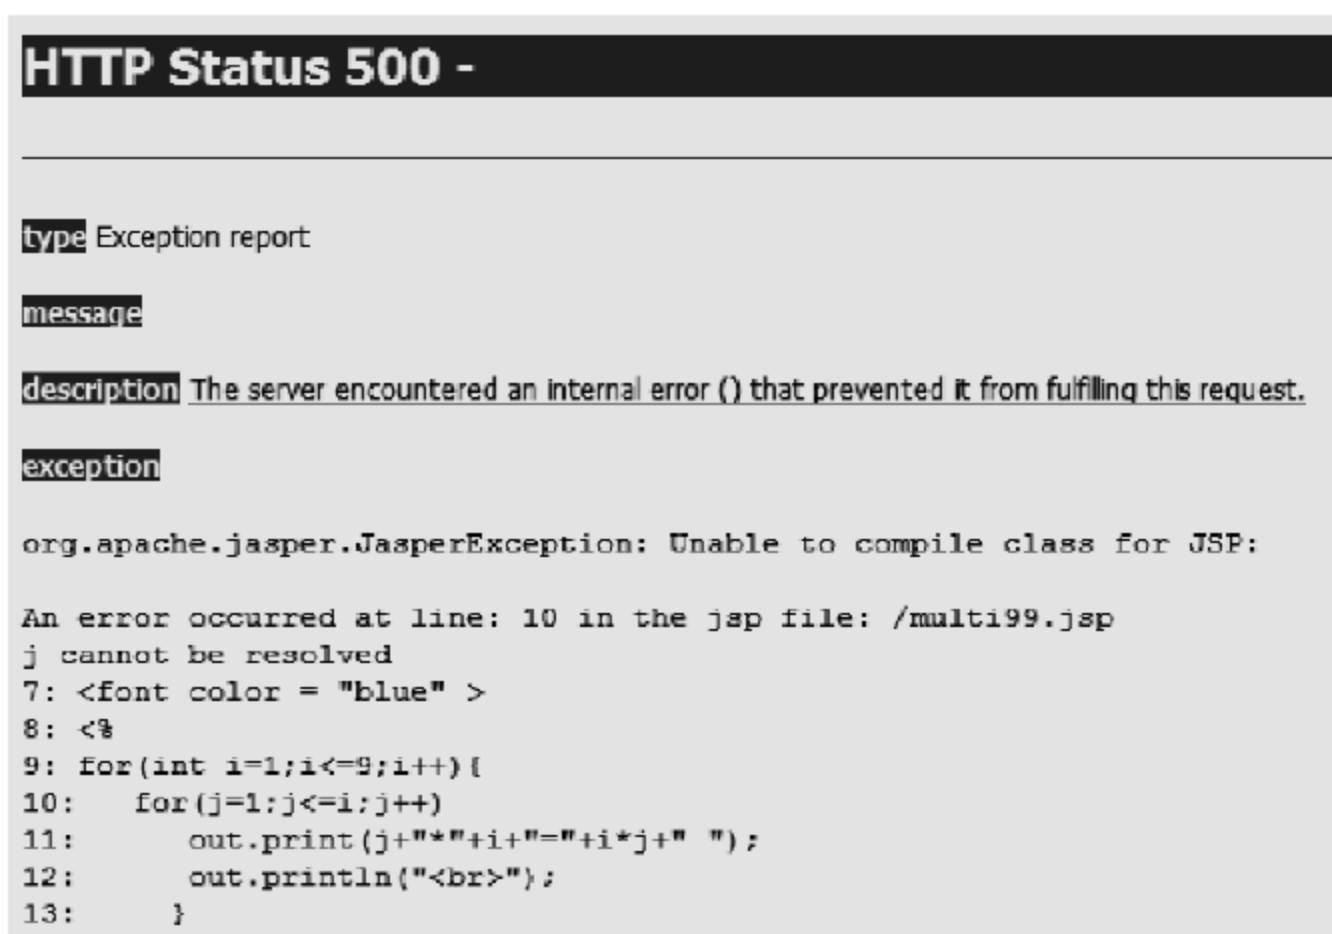 HTTP Status 500 -
type Exception report
message
description The server encountered an internal error () that prevented it from fulfilling this request.
exception
org.apache.jasper.JasperException: Unable to compile class for JSP:
An error occurred at line: 10 in the jsp file: /multi99.jsp
j cannot be resolved
7: <font color = "blue" >
8: <%
9: for(int i=1;i<=9;i++){
10:    for(j=1;j<=i;j++)
11:       out.print(j+"*"+i+"="+i*j+" ");
12:       out.println("<br>");
13:      }